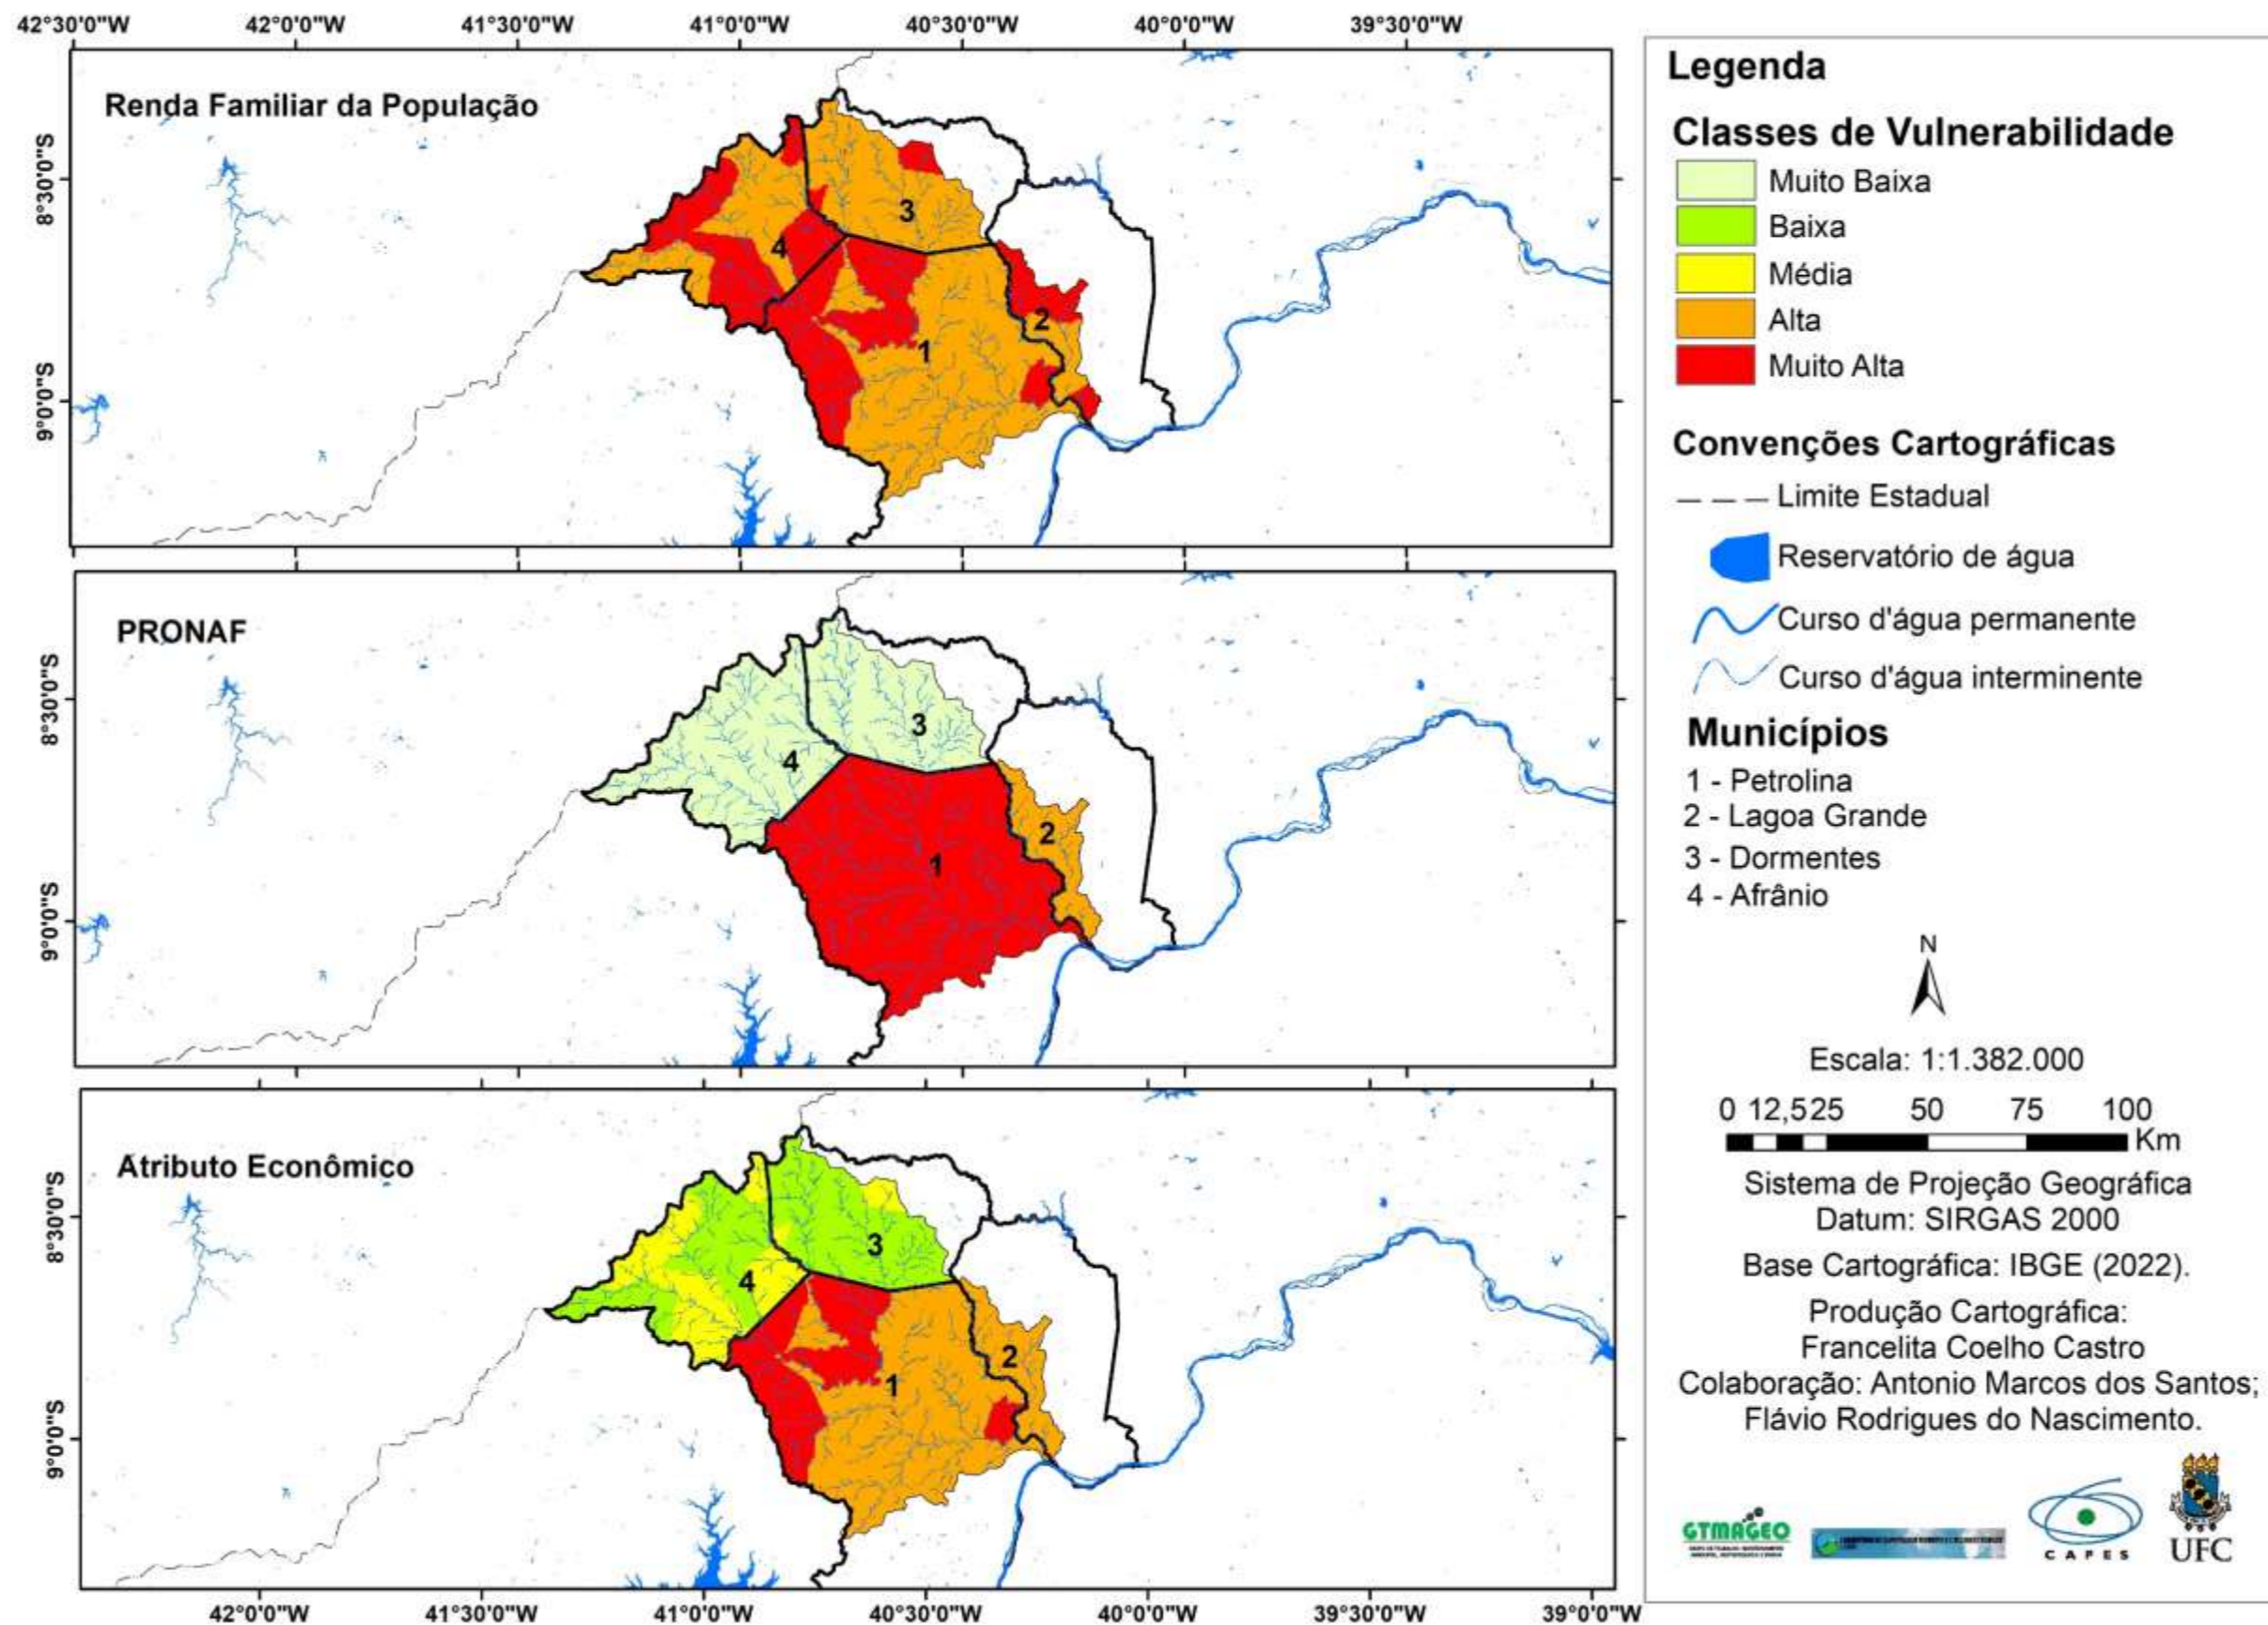 42°30'0"W 42°0'0"W 41°30'0"W 41°0'0"W 40°30'0"W 40°0'0"W 39°30'0"W
Renda Familiar da População
8°30'0"S
9°0'0"S
3
4
2
1
PRONAF
8°30'0"S
9°0'0"S
3
4
2
1
Atributo Econômico
8°30'0"S
9°0'0"S
3
4
2
1
42°0'0"W 41°30'0"W 41°0'0"W 40°30'0"W 40°0'0"W 39°30'0"W 39°0'0"W
Legenda
Classes de Vulnerabilidade
Muito Baixa
Baixa
Média
Alta
Muito Alta
Convenções Cartográficas
Limite Estadual
Reservatório de água
Curso d'água permanente
Curso d'água interminente
Municípios
1 - Petrolina
2 - Lagoa Grande
3 - Dormentes
4 - Afrânio
N
Escala: 1:1.382.000
0 12,5 25 50 75 100
Km
Sistema de Projeção Geográfica
Datum: SIRGAS 2000
Base Cartográfica: IBGE (2022).
Produção Cartográfica:
Francelita Coelho Castro
Colaboração: Antonio Marcos dos Santos;
Flávio Rodrigues do Nascimento.
GTMAGEO
CAPES
UFC